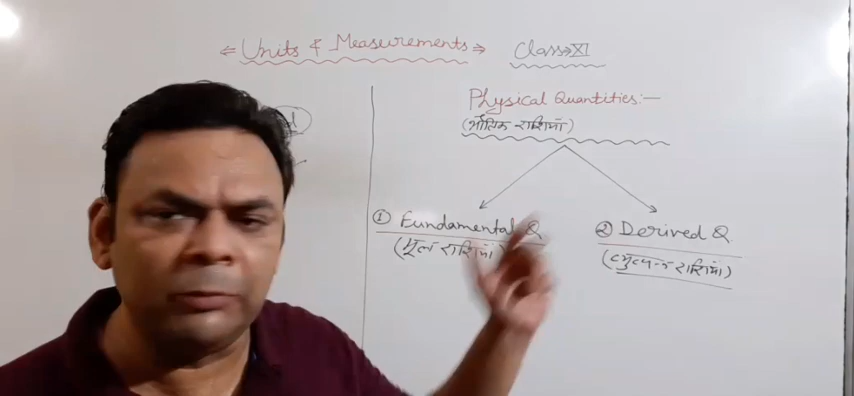 ⇐ Units & Measurements ⇒ Class ⇒ XI
Physical Quantities:—
(भौतिक राशियाँ)
① Fundamental Q
(मूल राशियाँ)
② Derived Q.
(व्युत्पन्न राशियाँ)